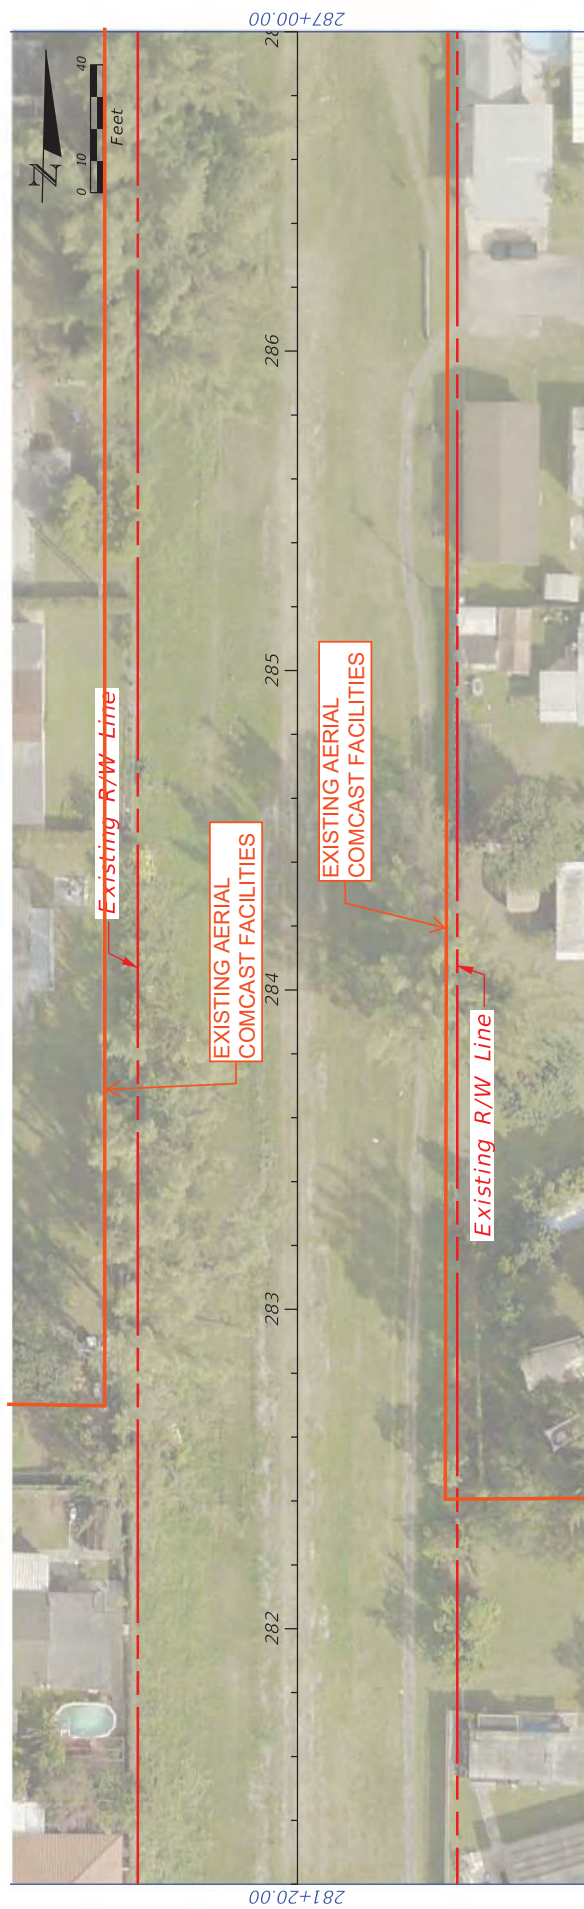 287+00.00
28
40
10
0
Feet
N
286
285
Existing R/W Line
EXISTING AERIAL
COMCAST FACILITIES
EXISTING AERIAL
COMCAST FACILITIES
284
Existing R/W Line
283
282
281+20.00